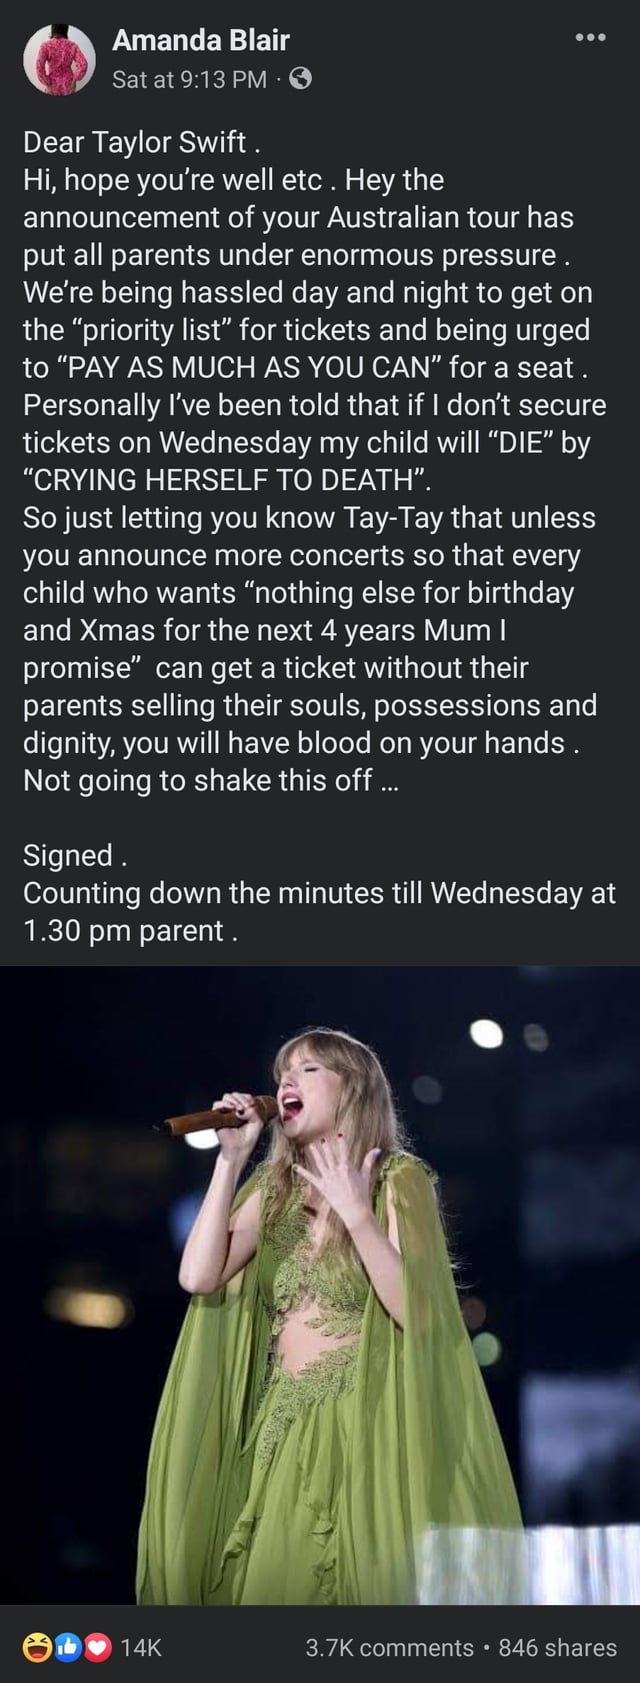 Amanda Blair
Sat at 9:13 PM ·
Dear Taylor Swift .
Hi, hope you're well etc . Hey the
announcement of your Australian tour has
put all parents under enormous pressure .
We're being hassled day and night to get on
the “priority list” for tickets and being urged
to “PAY AS MUCH AS YOU CAN” for a seat .
Personally I've been told that if I don't secure
tickets on Wednesday my child will “DIE” by
“CRYING HERSELF TO DEATH”.
So just letting you know Tay-Tay that unless
you announce more concerts so that every
child who wants “nothing else for birthday
and Xmas for the next 4 years Mum I
promise”  can get a ticket without their
parents selling their souls, possessions and
dignity, you will have blood on your hands .
Not going to shake this off ...
Signed .
Counting down the minutes till Wednesday at
1.30 pm parent .
14K
3.7K comments • 846 shares